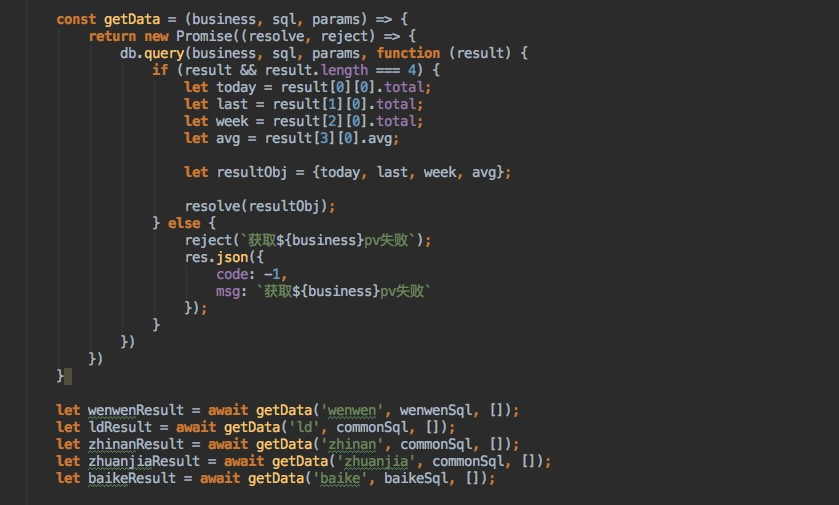 const getData = (business, sql, params) => {
return new Promise((resolve, reject) => {
db.query(business, sql, params, function (result) {
if (result && result.length === 4) {
let today = result[0][0].total;
let last = result[1][0].total;
let week = result[2][0].total;
let avg = result[3][0].avg;
let resultObj = {today, last, week, avg};
resolve(resultObj);
} else {
reject(`获取${business}pv失败`);
res.json({
code: -1,
msg: `获取${business}pv失败`
});
}
})
})
}
let wenwenResult = await getData('wenwen', wenwenSql, []);
let ldResult = await getData('ld', commonSql, []);
let zhinanResult = await getData('zhinan', commonSql, []);
let zhuanjiaResult = await getData('zhuanjia', commonSql, []);
let baikeResult = await getData('baike', baikeSql, []);